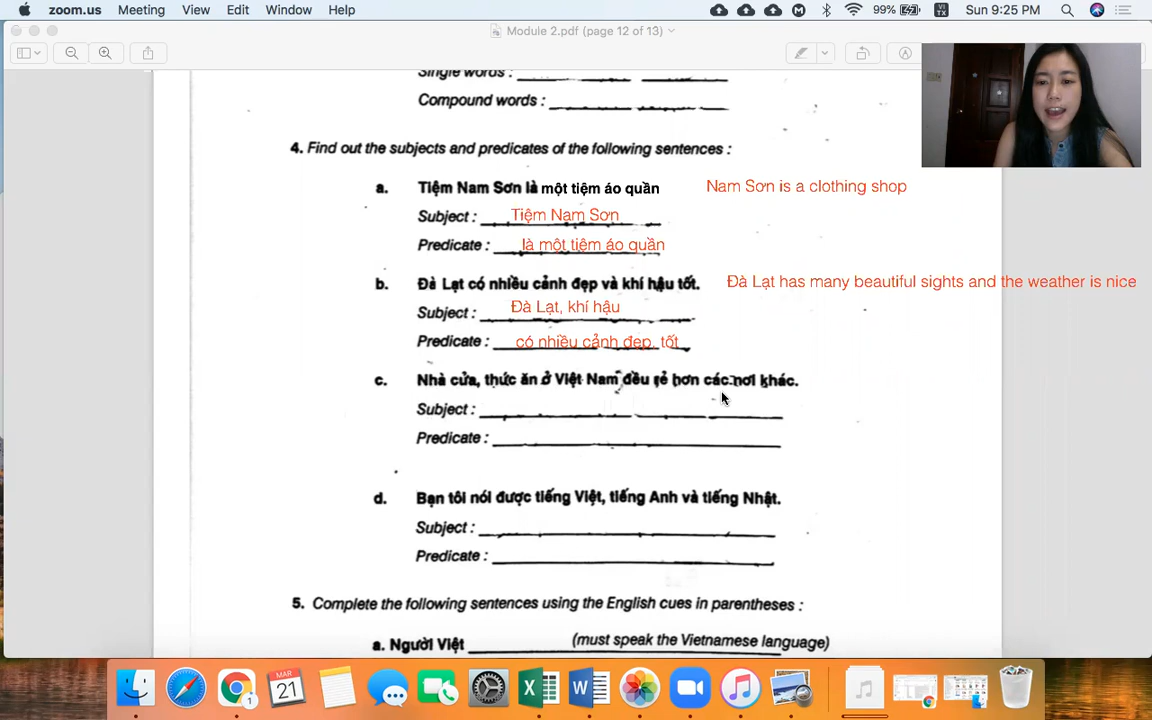 zoom.us Meeting View Edit Window Help 99% VI TX Sun 9:25 PM
Module 2.pdf (page 12 of 13)
Single words :
Compound words :
4. Find out the subjects and predicates of the following sentences :
a. Tiệm Nam Sơn là một tiệm áo quần Nam Sơn is a clothing shop
Subject : Tiệm Nam Sơn
Predicate : là một tiệm áo quần
b. Đà Lạt có nhiều cảnh đẹp và khí hậu tốt. Đà Lạt has many beautiful sights and the weather is nice
Subject : Đà Lạt, khí hậu
Predicate : có nhiều cảnh đẹp, tốt
c. Nhà cửa, thức ăn ở Việt Nam đều rẻ hơn các nơi khác.
Subject :
Predicate :
d. Bạn tôi nói được tiếng Việt, tiếng Anh và tiếng Nhật.
Subject :
Predicate :
5. Complete the following sentences using the English cues in parentheses :
a. Người Việt (must speak the Vietnamese language)
MAR
21